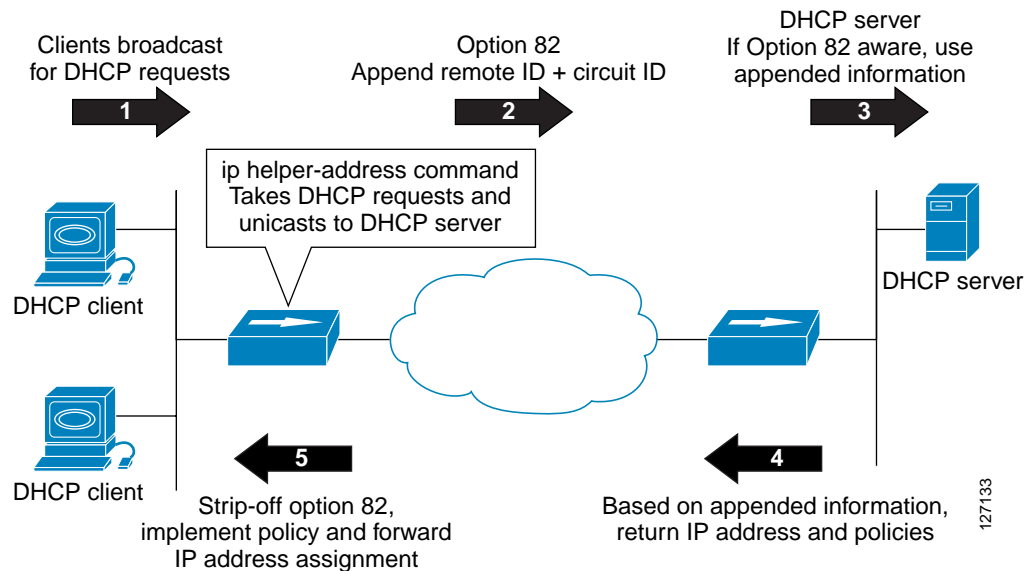 Clients broadcast
for DHCP requests
1
Option 82
Append remote ID + circuit ID
2
DHCP server
If Option 82 aware, use
appended information
3
ip helper-address command
Takes DHCP requests and
unicasts to DHCP server
DHCP client
DHCP server
DHCP client
5
Strip-off option 82,
implement policy and forward
IP address assignment
4
Based on appended information,
return IP address and policies
127133